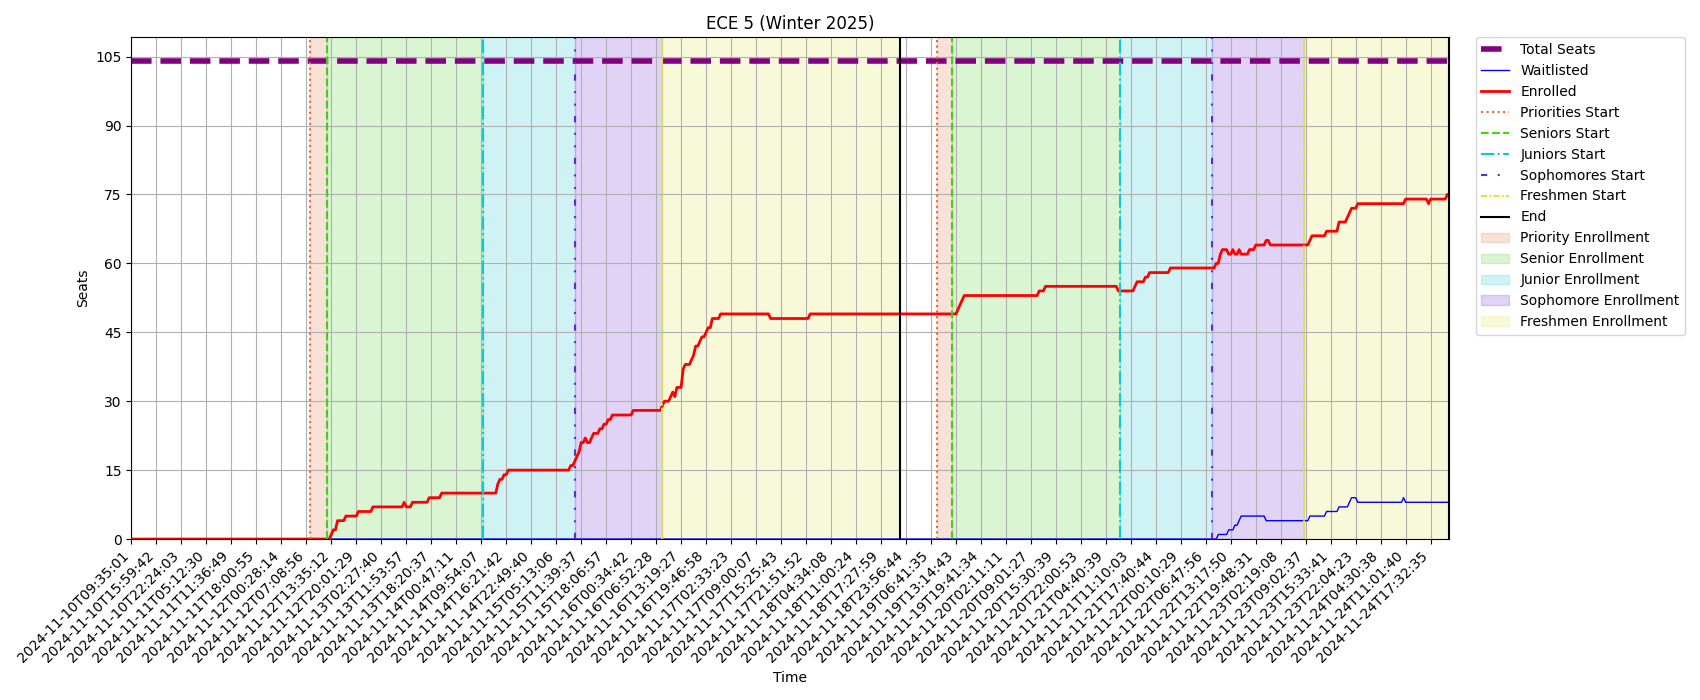 ECE 5 (Winter 2025)
105
90
75
60
45
30
15
0
Seats
2024-11-10T09:35:01
2024-11-10T15:59:42
2024-11-10T22:24:03
2024-11-11T05:12:30
2024-11-11T11:36:49
2024-11-11T18:00:55
2024-11-12T00:28:14
2024-11-12T07:08:56
2024-11-12T13:35:12
2024-11-12T20:01:29
2024-11-13T03:27:40
2024-11-13T11:53:57
2024-11-13T18:20:37
2024-11-14T00:47:11
2024-11-14T09:54:07
2024-11-14T16:21:42
2024-11-14T22:49:40
2024-11-15T05:13:06
2024-11-15T11:39:37
2024-11-15T18:06:57
2024-11-16T00:34:42
2024-11-16T06:52:28
2024-11-16T13:19:27
2024-11-16T19:46:58
2024-11-17T02:33:23
2024-11-17T09:00:07
2024-11-17T15:25:43
2024-11-17T21:51:52
2024-11-18T04:34:08
2024-11-18T11:00:24
2024-11-18T17:27:59
2024-11-18T23:56:44
2024-11-19T06:41:35
2024-11-19T13:14:43
2024-11-19T19:41:34
2024-11-20T02:11:11
2024-11-20T09:01:27
2024-11-20T15:30:39
2024-11-20T22:00:53
2024-11-21T04:40:39
2024-11-21T11:10:03
2024-11-21T17:40:44
2024-11-22T00:10:29
2024-11-22T06:47:56
2024-11-22T13:17:50
2024-11-22T19:48:31
2024-11-23T02:19:08
2024-11-23T09:02:37
2024-11-23T15:33:41
2024-11-23T22:04:23
2024-11-24T04:30:38
2024-11-24T11:01:40
2024-11-24T17:32:35
Time
Total Seats
Waitlisted
Enrolled
Priorities Start
Seniors Start
Juniors Start
Sophomores Start
Freshmen Start
End
Priority Enrollment
Senior Enrollment
Junior Enrollment
Sophomore Enrollment
Freshmen Enrollment